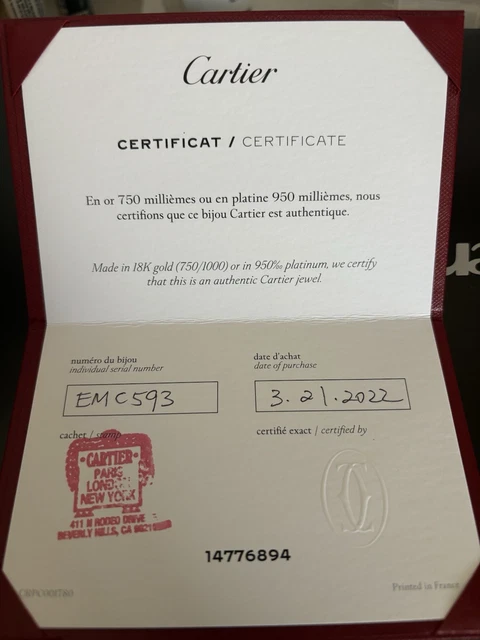 Cartier
CERTIFICAT / CERTIFICATE
En or 750 millièmes ou en platine 950 millièmes, nous
certifions que ce bijou Cartier est authentique.
Made in 18K gold (750/1000) or in 950‰ platinum, we certify
that this is an authentic Cartier jewel.
numéro du bijou
individual serial number
EMC593
date d'achat
date of purchase
3.21.2022
cachet / stamp
CARTIER
PARIS
LONDON
NEW YORK
411 N RODEO DRIVE
BEVERLY HILLS, CA
certifié exact / certified by
14776894
Printed in France